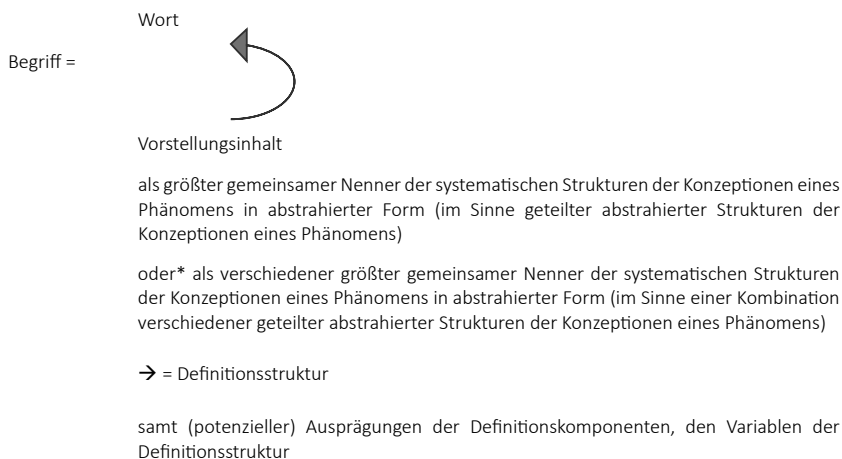 Wort
Begriff =
Vorstellungsinhalt
als größter gemeinsamer Nenner der systematischen Strukturen der Konzeptionen eines
Phänomens in abstrahierter Form (im Sinne geteilter abstrahierter Strukturen der
Konzeptionen eines Phänomens)
oder* als verschiedener größter gemeinsamer Nenner der systematischen Strukturen
der Konzeptionen eines Phänomens in abstrahierter Form (im Sinne einer Kombination
verschiedener geteilter abstrahierter Strukturen der Konzeptionen eines Phänomens)
→ = Definitionsstruktur
samt (potenzieller) Ausprägungen der Definitionskomponenten, den Variablen der
Definitionsstruktur